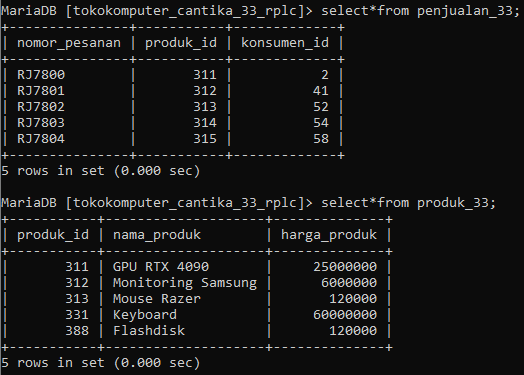 MariaDB [tokokomputer_cantika_33_rplc]> select*from penjualan_33;
+---------------+-----------+-------------+
| nomor_pesanan | produk_id | konsumen_id |
+---------------+-----------+-------------+
| RJ7800        |       311 |           2 |
| RJ7801        |       312 |          41 |
| RJ7802        |       313 |          52 |
| RJ7803        |       314 |          54 |
| RJ7804        |       315 |          58 |
+---------------+-----------+-------------+
5 rows in set (0.000 sec)

MariaDB [tokokomputer_cantika_33_rplc]> select*from produk_33;
+-----------+--------------------+--------------+
| produk_id | nama_produk        | harga_produk |
+-----------+--------------------+--------------+
|       311 | GPU RTX 4090       |     25000000 |
|       312 | Monitoring Samsung |      6000000 |
|       313 | Mouse Razer        |       120000 |
|       331 | Keyboard           |     60000000 |
|       388 | Flashdisk          |       120000 |
+-----------+--------------------+--------------+
5 rows in set (0.000 sec)